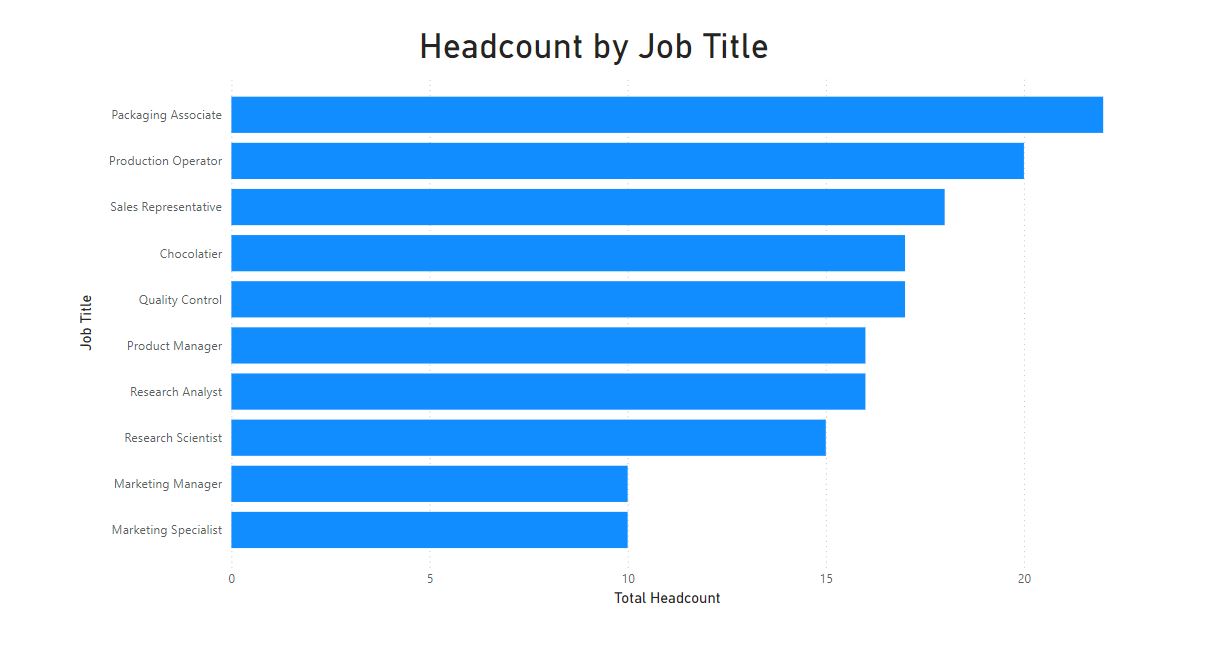 Headcount by Job Title
Job Title
Packaging Associate
Production Operator
Sales Representative
Chocolatier
Quality Control
Product Manager
Research Analyst
Research Scientist
Marketing Manager
Marketing Specialist
0 5 10 15 20
Total Headcount